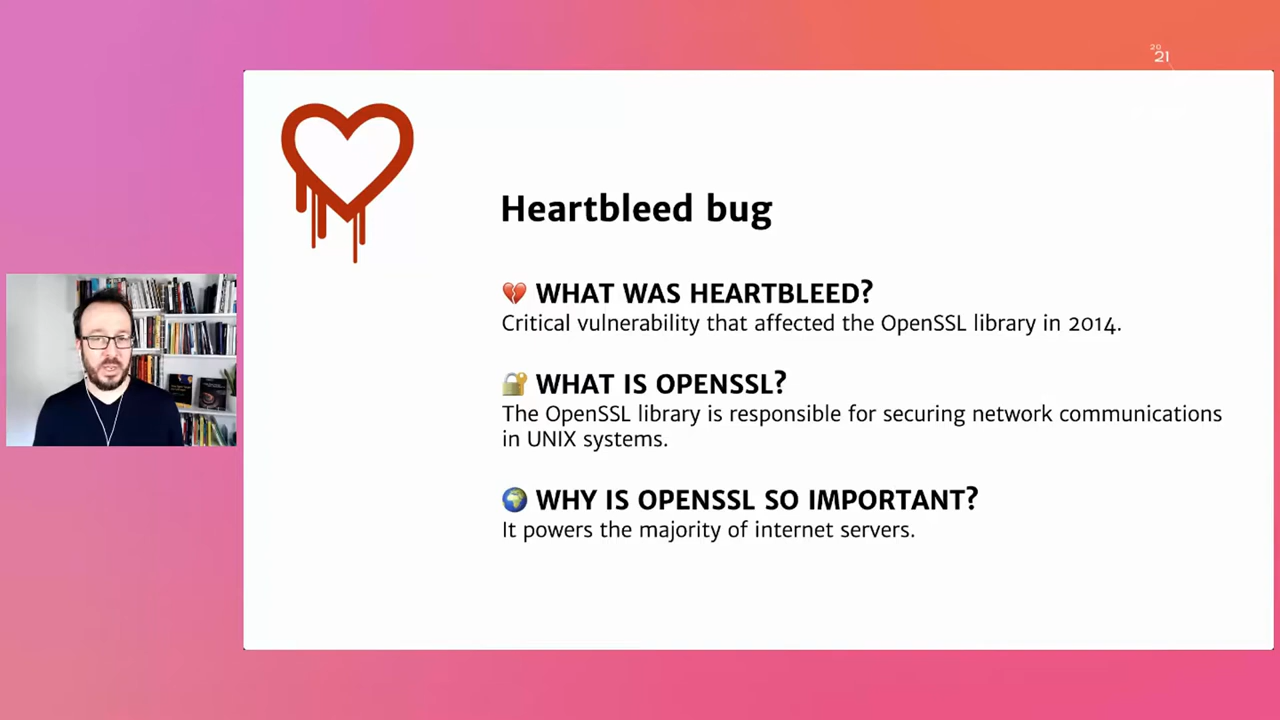 20
21
Heartbleed bug
💔 WHAT WAS HEARTBLEED?
Critical vulnerability that affected the OpenSSL library in 2014.
🔐 WHAT IS OPENSSL?
The OpenSSL library is responsible for securing network communications
in UNIX systems.
🌍 WHY IS OPENSSL SO IMPORTANT?
It powers the majority of internet servers.